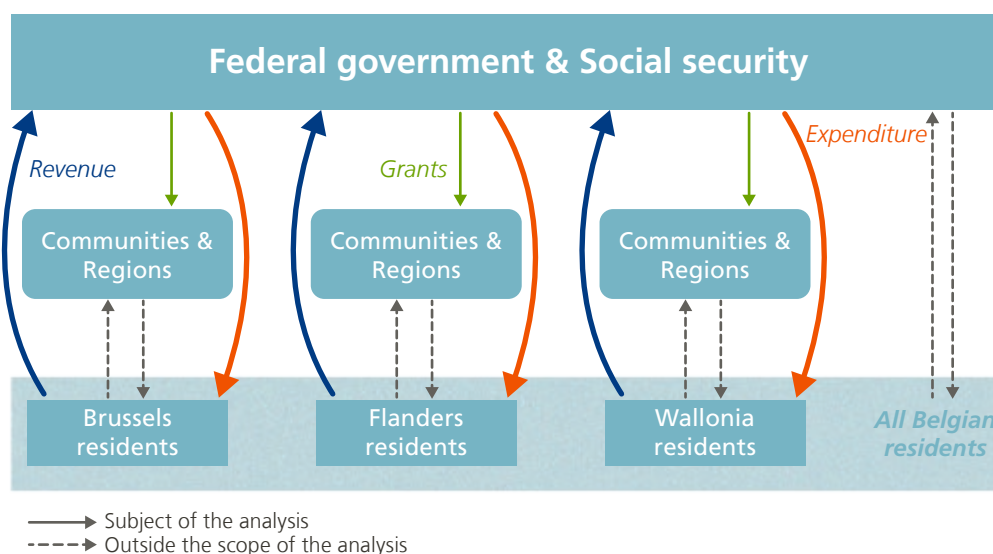 Federal government & Social security
Revenue
Grants
Expenditure
Communities &
Regions
Communities &
Regions
Communities &
Regions
Brussels
residents
Flanders
residents
Wallonia
residents
All Belgian
residents
Subject of the analysis
Outside the scope of the analysis